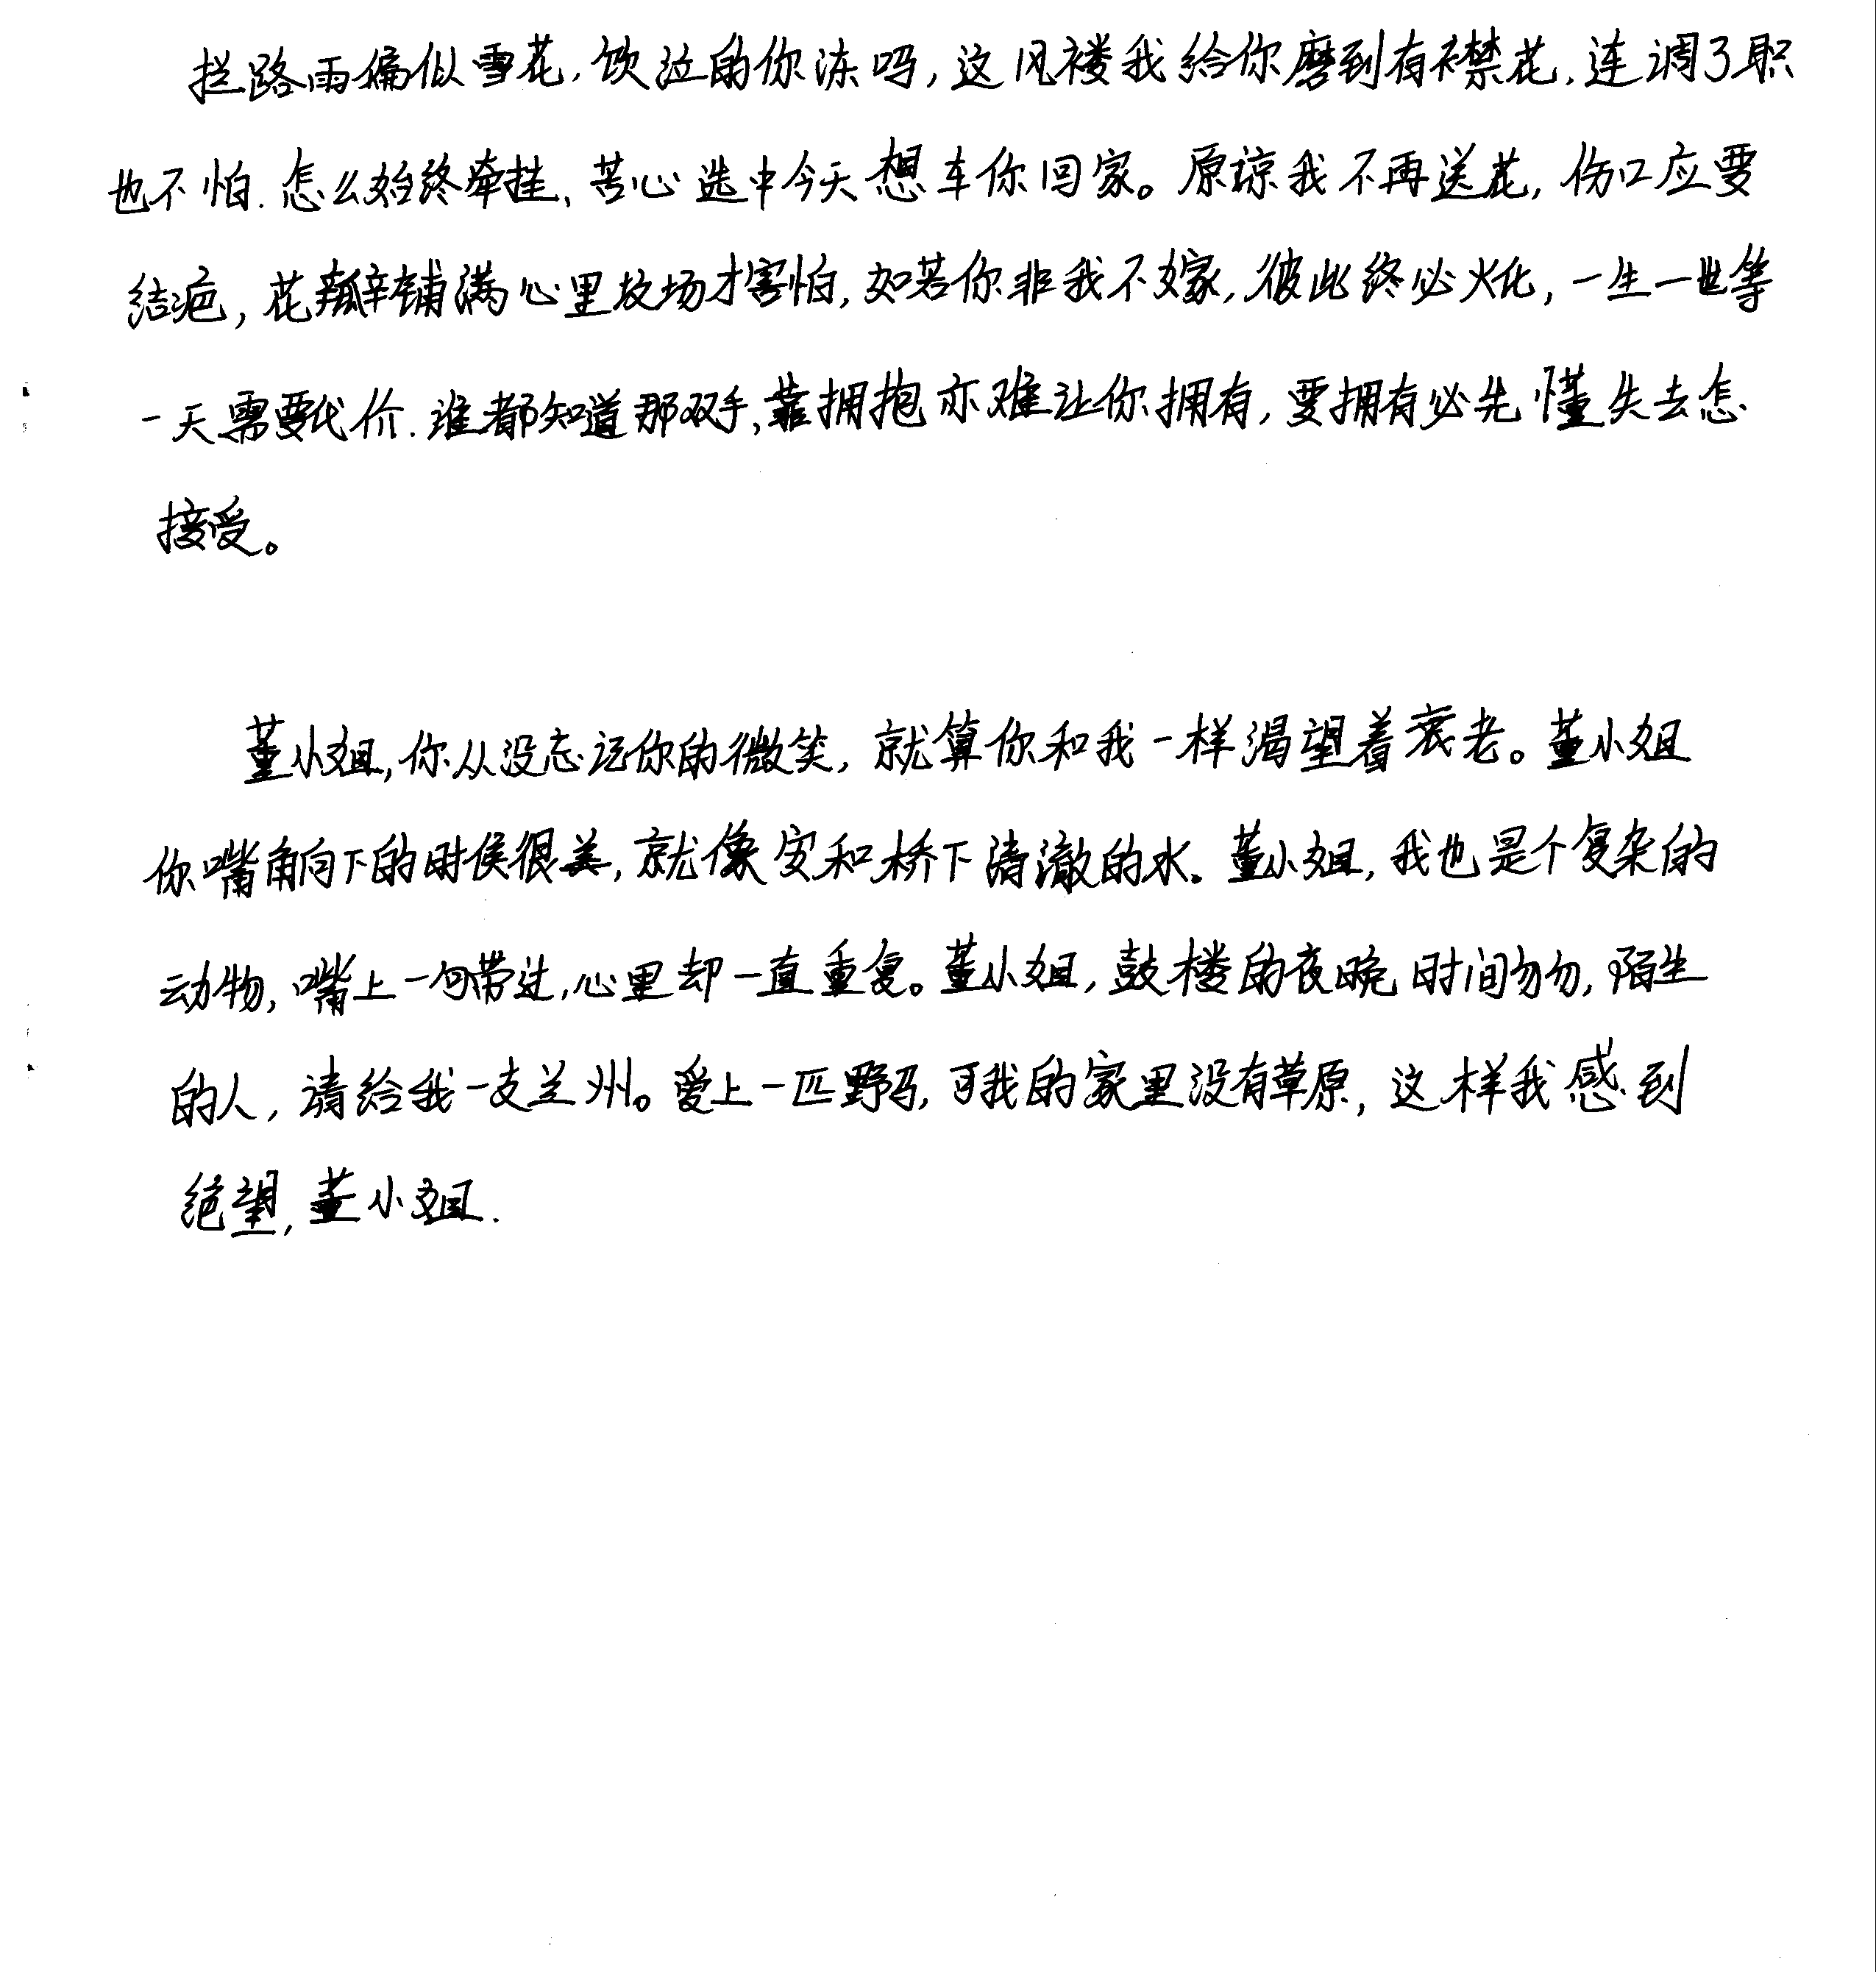 拦路雨偏似雪花,饮泣的你冻吗,这风褛我给你磨到有襟花,连调了职
也不怕.怎么始终牵挂,苦心选中今天想车你回家。原谅我不再送花,伤口应要
结疤,花瓣铺满心里坟场才害怕,如若你非我不嫁,彼此终必火化,一生一世等
一天需要代价.谁都知道那双手,靠拥抱亦难让你拥有,要拥有必先懂失去怎
接受。
董小姐,你从没忘记你的微笑,就算你和我一样渴望着衰老。董小姐
你嘴角向下的时候很美,就像安和桥下清澈的水。董小姐,我也是个复杂的
动物,嘴上一句带过,心里却一直重复。董小姐,鼓楼的夜晚时间匆匆,陌生
的人,请给我一支兰州。爱上一匹野马,可我的家里没有草原,这样我感到
绝望,董小姐.